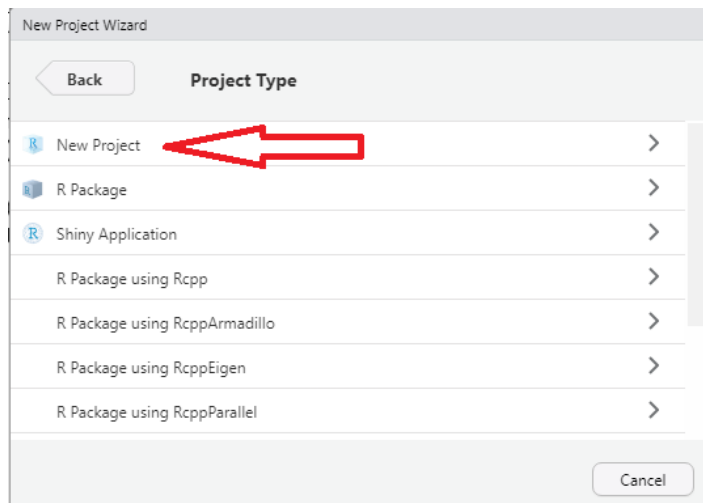 New Project Wizard
Back
Project Type
R New Project
R R Package
R Shiny Application
R Package using Rcpp
R Package using RcppArmadillo
R Package using RcppEigen
R Package using RcppParallel
Cancel